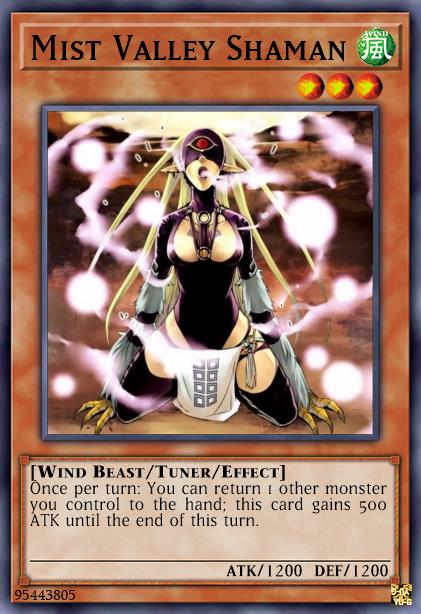 Mist Valley Shaman
WIND
風
[Wind Beast/Tuner/Effect]
Once per turn: You can return 1 other monster
you control to the hand; this card gains 500
ATK until the end of this turn.
ATK/1200 DEF/1200
95443805